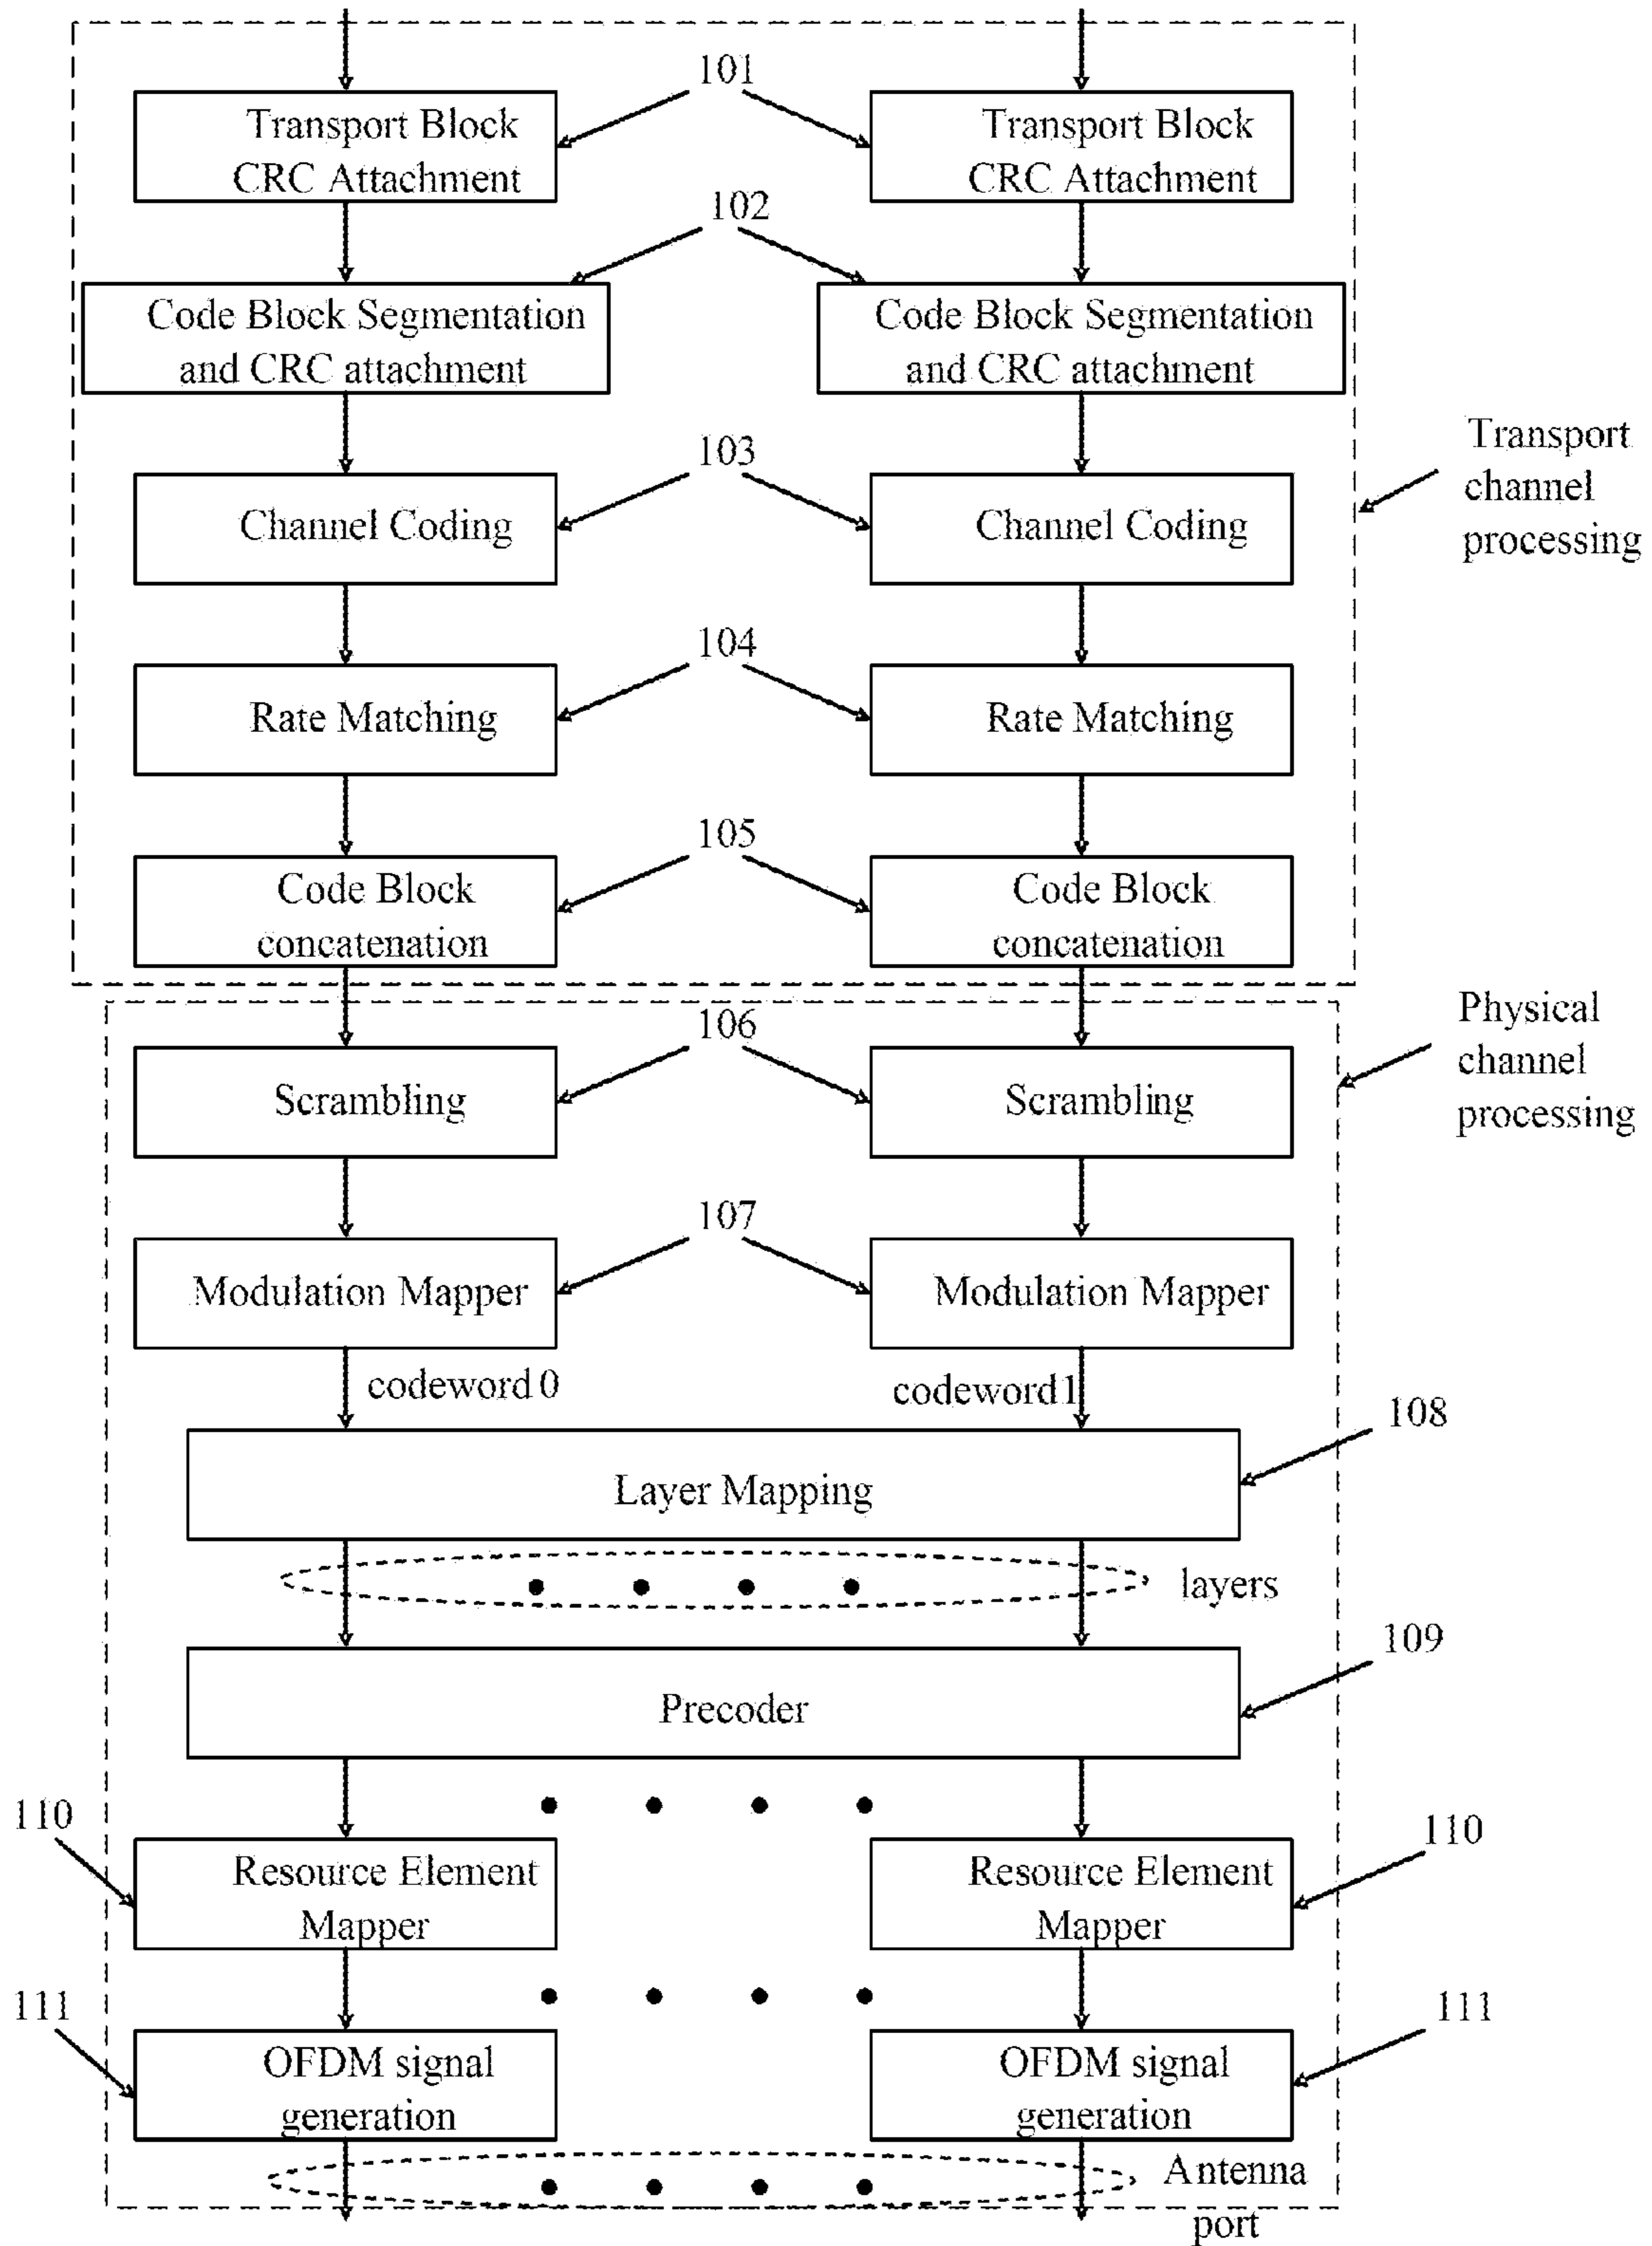 101
Transport Block
CRC Attachment
Transport Block
CRC Attachment
102
Code Block Segmentation
and CRC attachment
Code Block Segmentation
and CRC attachment
Transport
channel
processing
103
Channel Coding
Channel Coding
104
Rate Matching
Rate Matching
105
Code Block
concatenation
Code Block
concatenation
Physical
channel
processing
106
Scrambling
Scrambling
107
Modulation Mapper
Modulation Mapper
codeword 0
codeword 1
108
Layer Mapping
layers
109
Precoder
110
Resource Element
Mapper
Resource Element
Mapper
110
111
OFDM signal
generation
OFDM signal
generation
111
Antenna
port